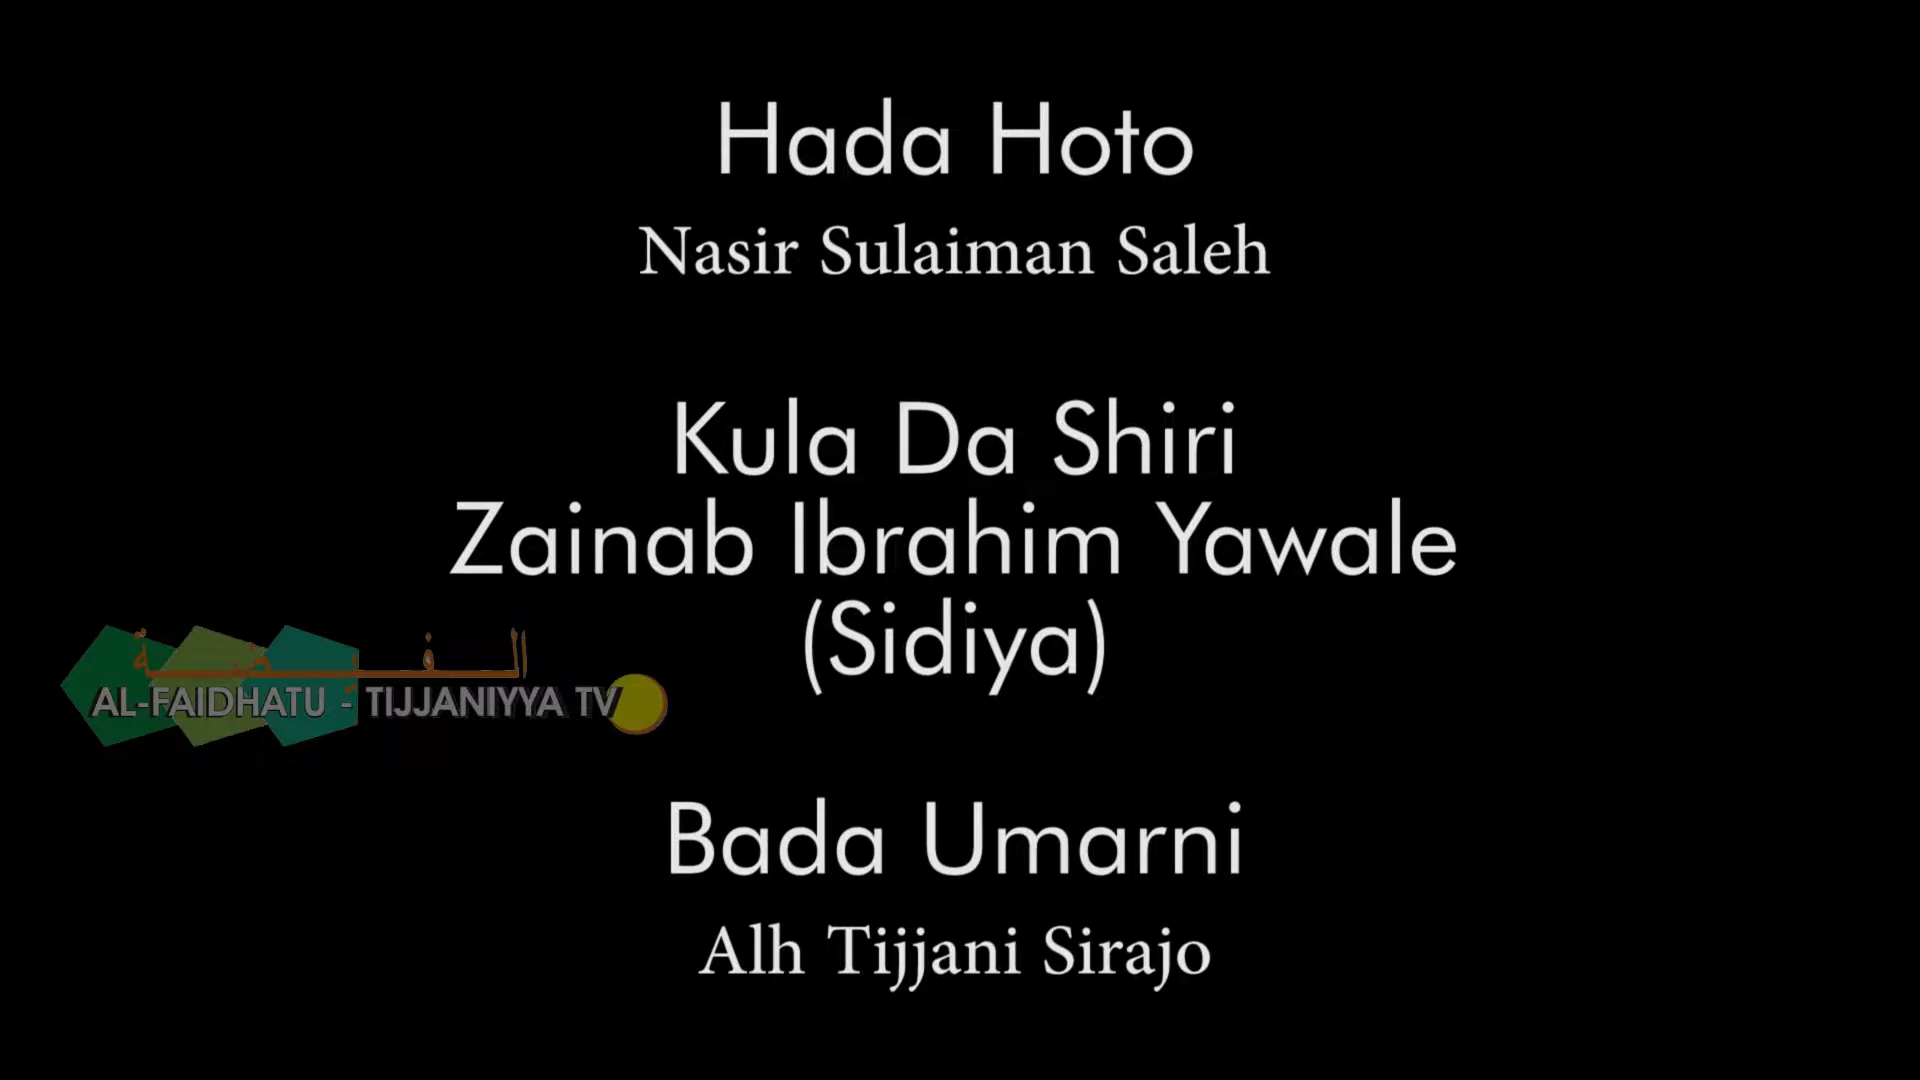 Hada Hoto
Nasir Sulaiman Saleh
Kula Da Shiri
Zainab Ibrahim Yawale
(Sidiya)
الفيضة
AL-FAIDHATU - TIJJANIYYA TV
Bada Umarni
Alh Tijjani Sirajo